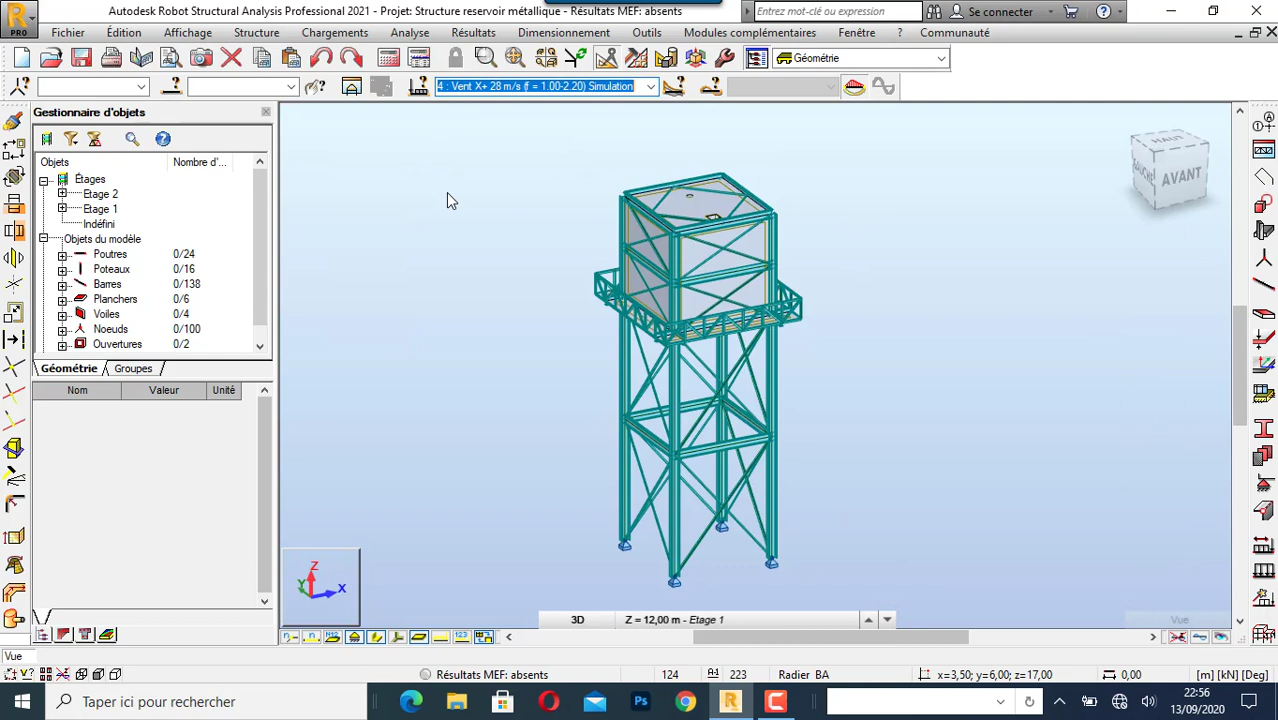 Autodesk Robot Structural Analysis Professional 2021 - Projet: Structure reservoir métallique - Résultats MEF: absents
Entrez mot-clé ou expression
Se connecter
PRO
Fichier Édition Affichage Structure Chargements Analyse Résultats Dimensionnement Outils Modules complémentaires Fenêtre ? Communauté
Géométrie
4 : Vent X+ 28 m/s (f = 1.00-2.20) Simulation
Gestionnaire d'objets
Objets Nombre d'...
Étages
Etage 2
Etage 1
Indéfini
Objets du modèle
Poutres 0/24
Poteaux 0/16
Barres 0/138
Planchers 0/6
Voiles 0/4
Noeuds 0/100
Ouvertures 0/2
Géométrie Groupes
Nom Valeur Unité
HAUT
GAUCHE AVANT
Z
Y
X
3D Z = 12,00 m - Etage 1
Vue
Vue
Résultats MEF: absents 124 223 Radier BA x=3,50; y=6,00; z=17,00 0,00 [m] [kN] [Deg]
Taper ici pour rechercher
22:56
13/09/2020